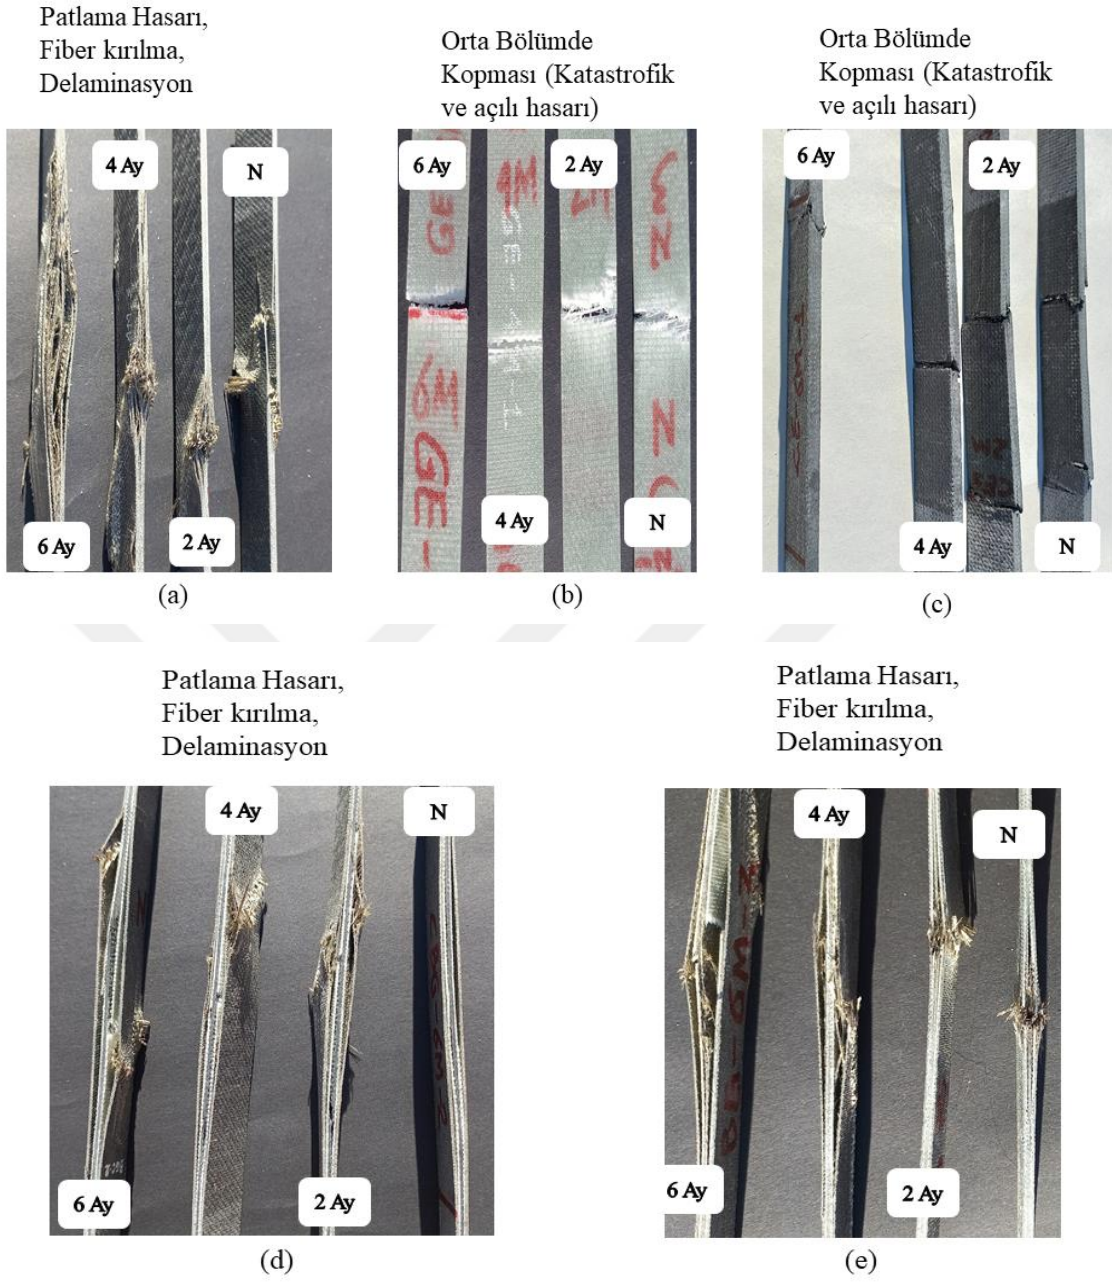 Patlama Hasarı,
Fiber kırılma,
Delaminasyon
Orta Bölümde
Kopması (Katastrofik
ve açılı hasarı)
Orta Bölümde
Kopması (Katastrofik
ve açılı hasarı)
4 Ay
N
6 Ay
2 Ay
(a)
6 Ay
2 Ay
4 Ay
N
(b)
6 Ay
2 Ay
4 Ay
N
(c)
Patlama Hasarı,
Fiber kırılma,
Delaminasyon
Patlama Hasarı,
Fiber kırılma,
Delaminasyon
4 Ay
N
6 Ay
2 Ay
(d)
4 Ay
N
6 Ay
2 Ay
(e)